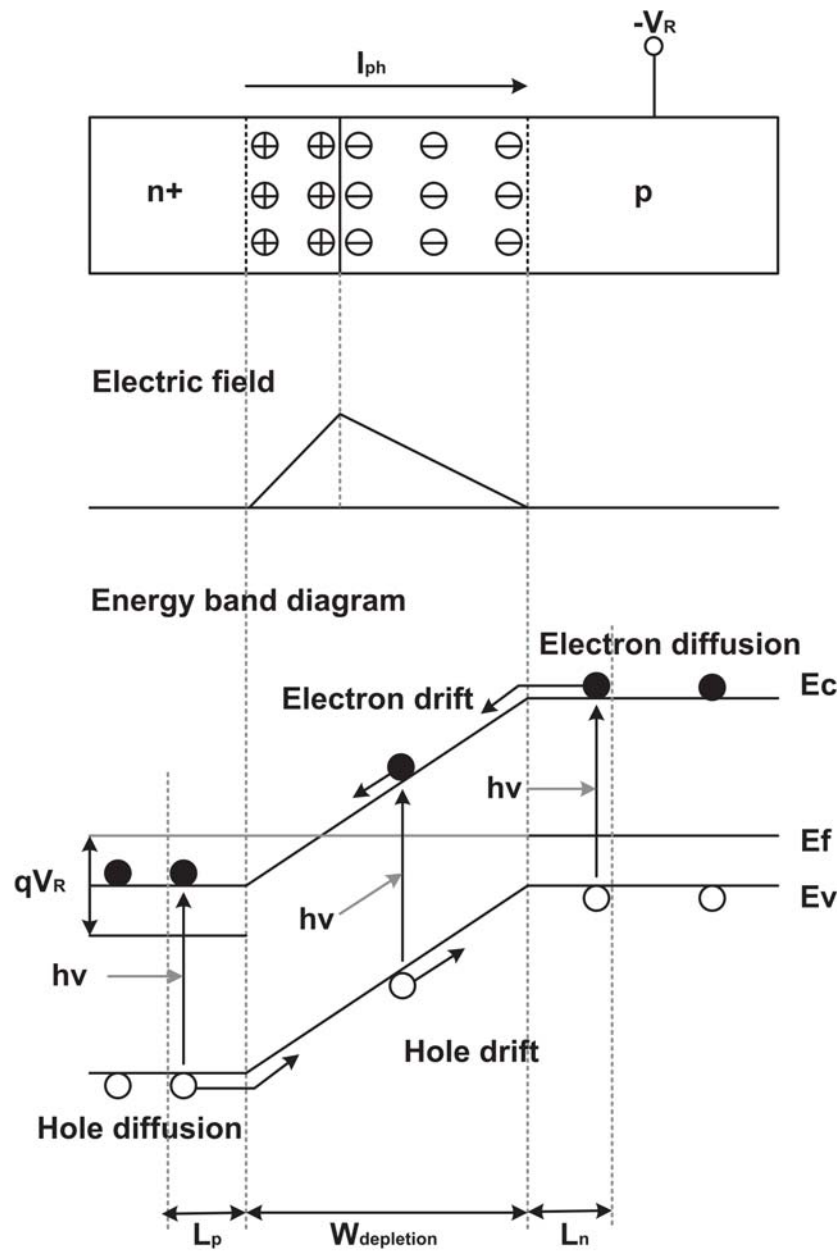 -VR
Iph
n+
p
Electric field
Energy band diagram
Electron diffusion
Electron drift
Ec
hv
Ef
qVR
Ev
hv
hv
Hole drift
Hole diffusion
Lp
Wdepletion
Ln